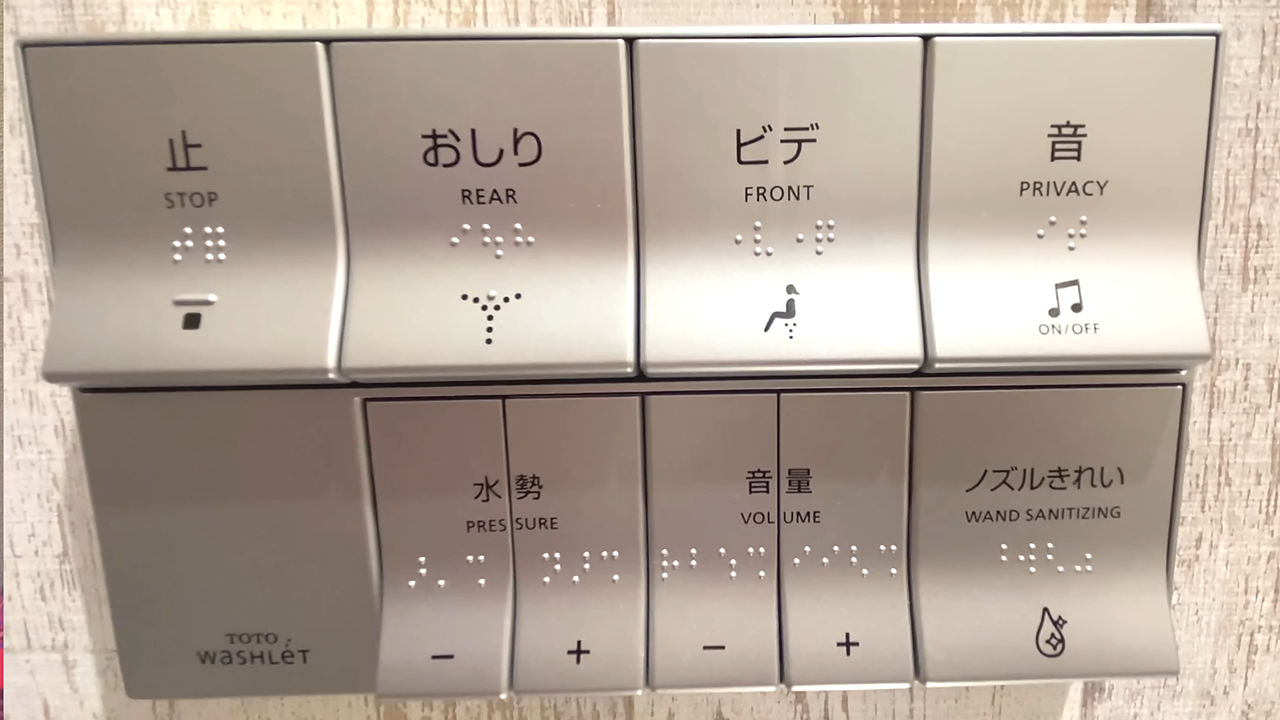 止
STOP
おしり
REAR
ビデ
FRONT
音
PRIVACY
ON/OFF
水勢
PRESSURE
−
+
音量
VOLUME
−
+
ノズルきれい
WAND SANITIZING
TOTO
WASHLET